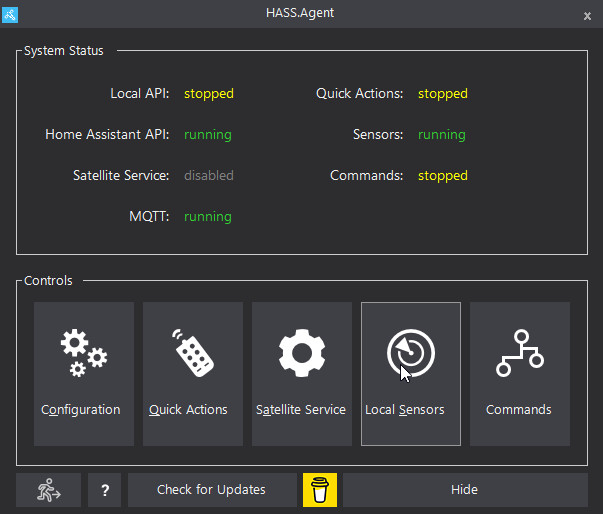 HASS.Agent
x
System Status
Local API: stopped
Quick Actions: stopped
Home Assistant API: running
Sensors: running
Satellite Service: disabled
Commands: stopped
MQTT: running
Controls
Configuration
Quick Actions
Satellite Service
Local Sensors
Commands
?
Check for Updates
Hide